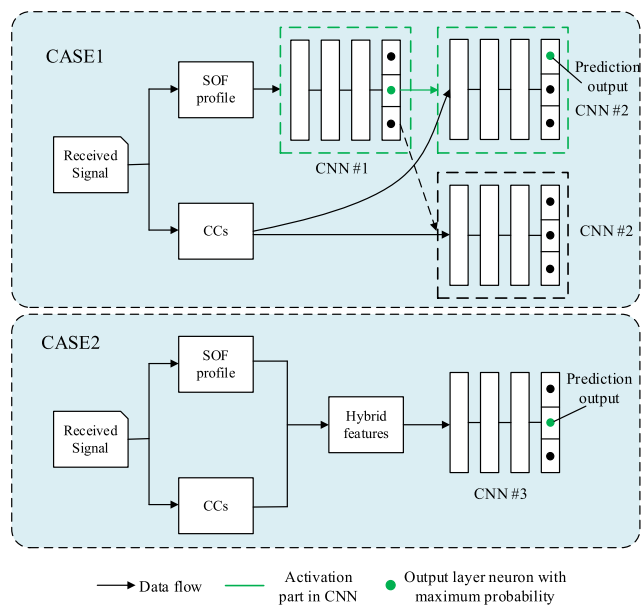 CASE1
SOF
profile
Received
Signal
CCs
CNN #1
Prediction
output
CNN #2
CNN #2
CASE2
SOF
profile
Received
Signal
CCs
Hybrid
features
Prediction
output
CNN #3
Data flow
Activation
part in CNN
Output layer neuron with
maximum probability